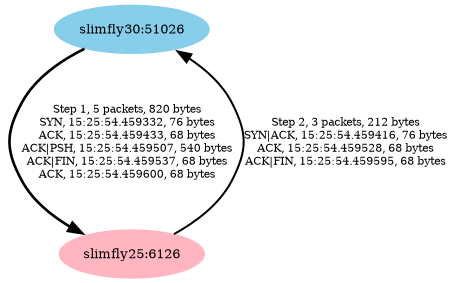 slimfly30:51026
Step 1, 5 packets, 820 bytes
SYN, 15:25:54.459332, 76 bytes
ACK, 15:25:54.459433, 68 bytes
ACK|PSH, 15:25:54.459507, 540 bytes
ACK|FIN, 15:25:54.459537, 68 bytes
ACK, 15:25:54.459600, 68 bytes
Step 2, 3 packets, 212 bytes
SYN|ACK, 15:25:54.459416, 76 bytes
ACK, 15:25:54.459528, 68 bytes
ACK|FIN, 15:25:54.459595, 68 bytes
slimfly25:6126